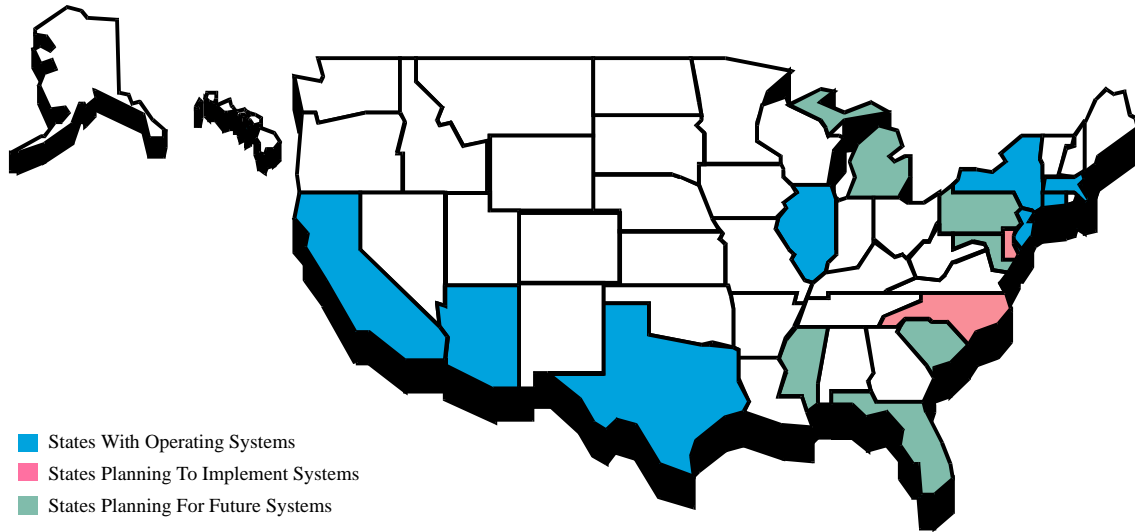 States With Operating Systems
States Planning To Implement Systems
States Planning For Future Systems